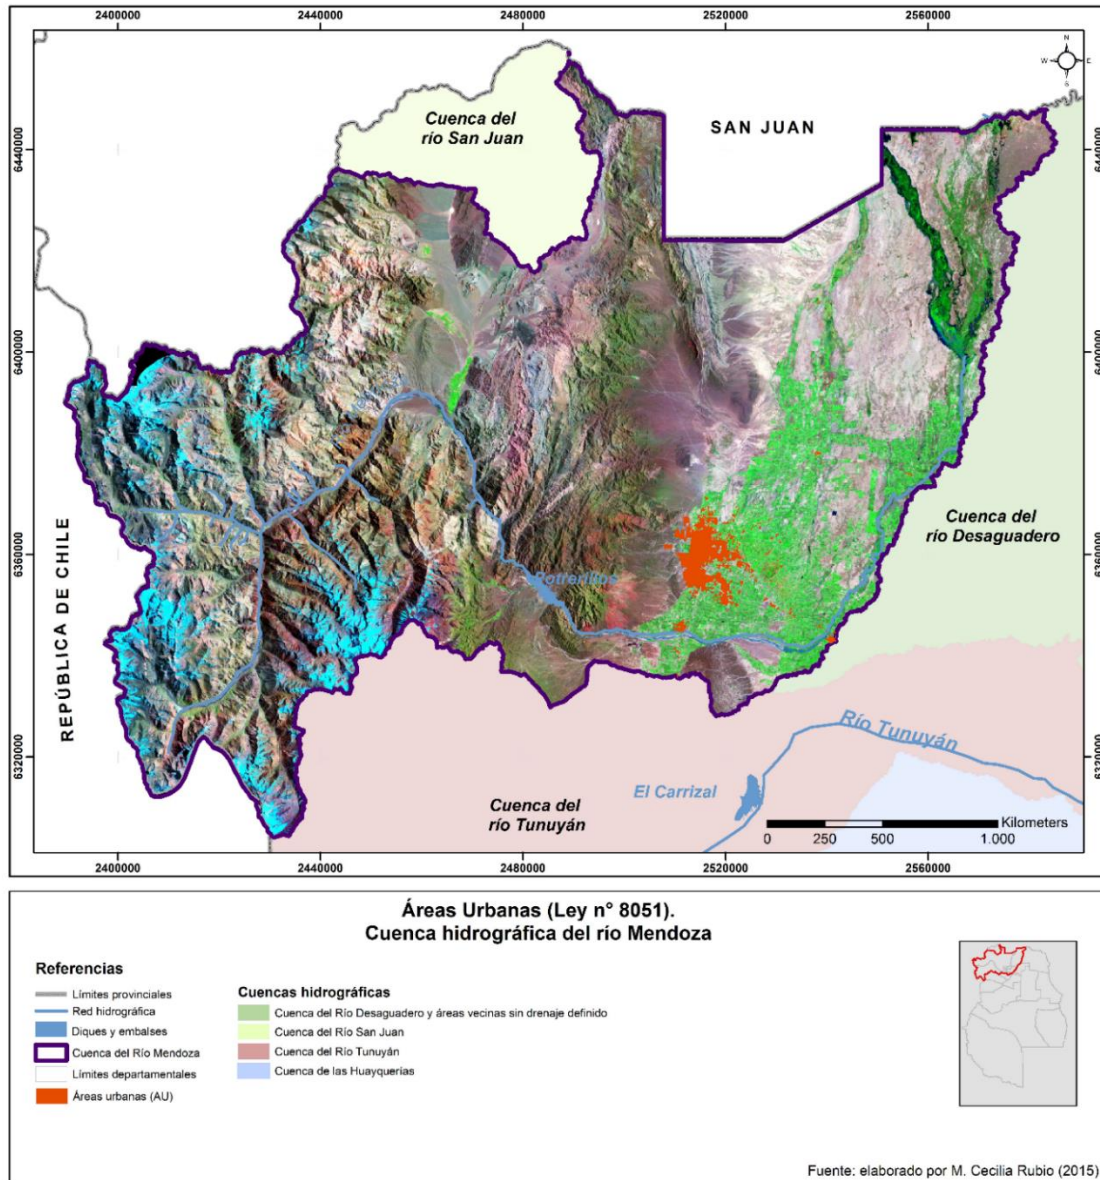 2400000
2440000
2480000
2520000
2560000
N
W
E
S
Cuenca del
río San Juan
SAN JUAN
6440000
6440000
6400000
6400000
REPÚBLICA DE CHILE
6360000
6360000
Potrerillos
Cuenca del
río Desaguadero
6320000
6320000
Río Tunuyán
El Carrizal
Cuenca del
río Tunuyán
Kilometers
0
250
500
1.000
2400000
2440000
2480000
2520000
2560000
Áreas Urbanas (Ley n° 8051).
Cuenca hidrográfica del río Mendoza
Referencias
Límites provinciales
Red hidrográfica
Diques y embalses
Cuenca del Río Mendoza
Límites departamentales
Áreas urbanas (AU)
Cuencas hidrográficas
Cuenca del Río Desaguadero y áreas vecinas sin drenaje definido
Cuenca del Río San Juan
Cuenca del Río Tunuyán
Cuenca de las Huayquerías
Fuente: elaborado por M. Cecilia Rubio (2015)